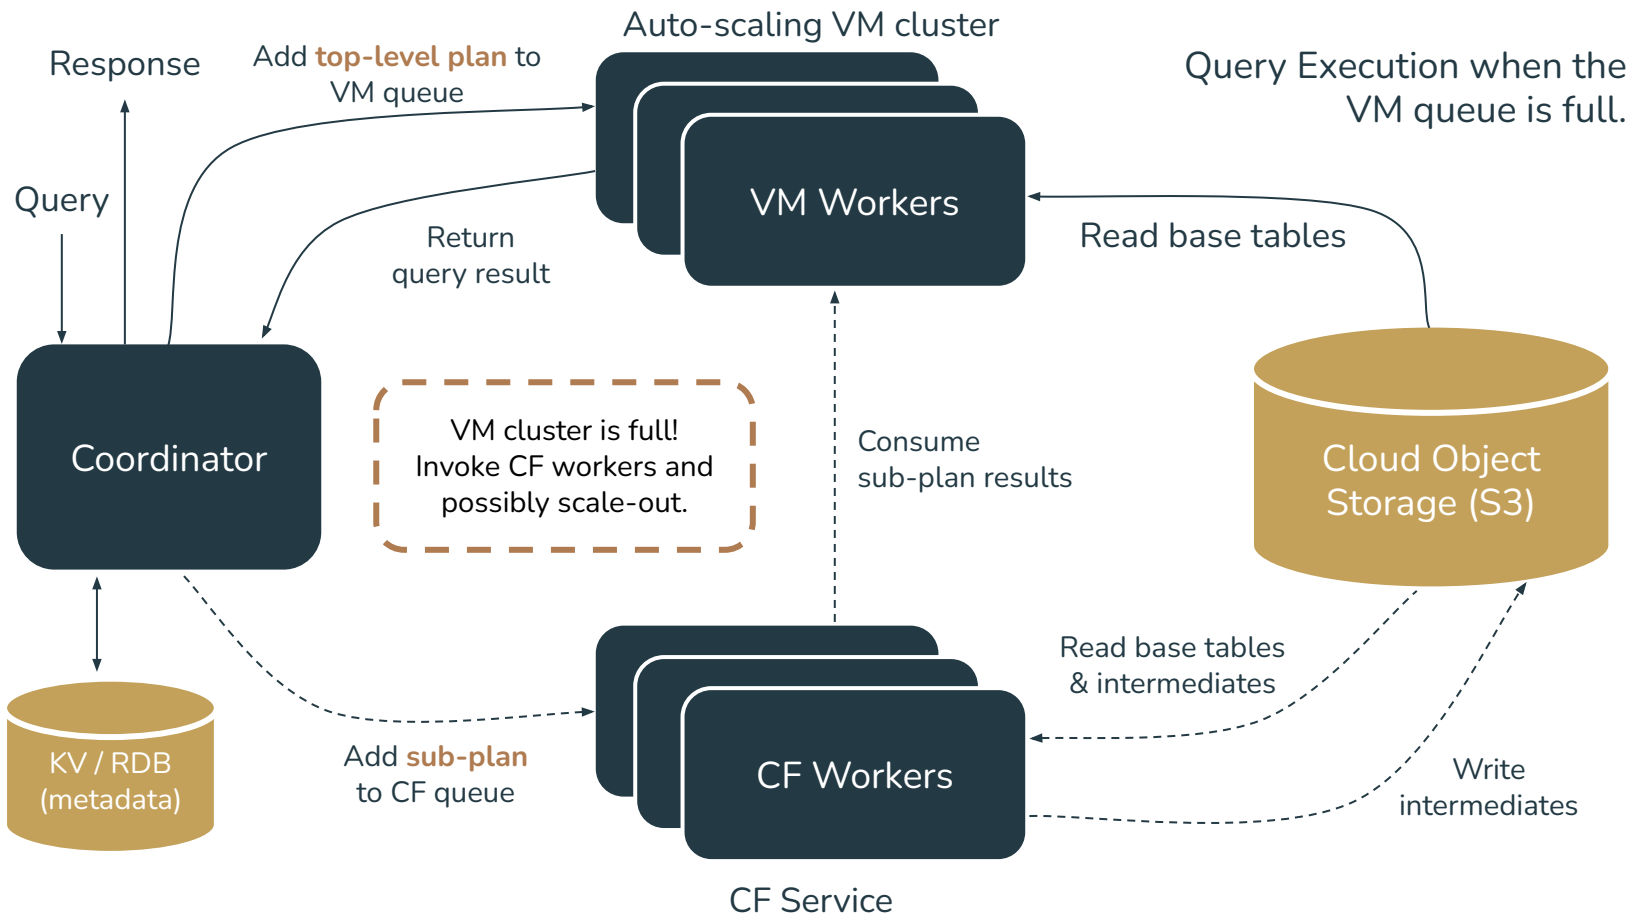 Auto-scaling VM cluster
Query Execution when the
VM queue is full.
Response
Add top-level plan to
VM queue
Query
VM Workers
Return
query result
Read base tables
Coordinator
VM cluster is full!
Invoke CF workers and
possibly scale-out.
Consume
sub-plan results
Cloud Object
Storage (S3)
Read base tables
& intermediates
KV / RDB
(metadata)
Add sub-plan
to CF queue
CF Workers
Write
intermediates
CF Service